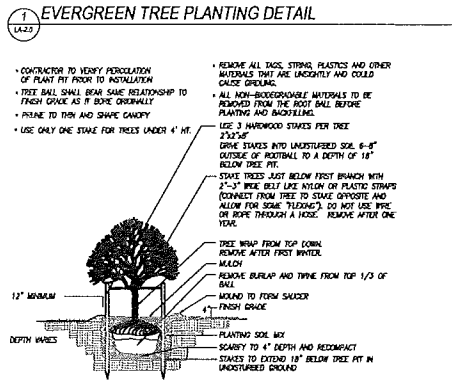 1
LA-2.0
EVERGREEN TREE PLANTING DETAIL
• CONTRACTOR TO VERIFY PERCOLATION
OF PLANT PIT PRIOR TO INSTALLATION
• TREE BALL SHALL BEAR SAME RELATIONSHIP TO
FINISH GRADE AS IT BORE ORIGINALLY
• PRUNE TO THIN AND SHAPE CANOPY
• USE ONLY ONE STAKE FOR TREES UNDER 4' HT.
• REMOVE ALL TAGS, STRING, PLASTICS AND OTHER
MATERIALS THAT ARE UNSIGHTLY AND COULD
CAUSE GIRDLING.
• ALL NON-BIODEGRADABLE MATERIALS TO BE
REMOVED FROM THE ROOT BALL BEFORE
PLANTING AND BACKFILLING.
USE 3 HARDWOOD STAKES PER TREE
2"x2"x8'
DRIVE STAKES INTO UNDISTURBED SOIL 6-8"
OUTSIDE OF ROOTBALL TO A DEPTH OF 18"
BELOW TREE PIT.
STAKE TREES JUST BELOW FIRST BRANCH WITH
2"-3" WIDE BELT LIKE NYLON OR PLASTIC STRAPS
(CONNECT FROM TREE TO STAKE OPPOSITE AND
ALLOW FOR SOME "FLEXING"). DO NOT USE WIRE
OR ROPE THROUGH A HOSE. REMOVE AFTER ONE
YEAR.
TREE WRAP FROM TOP DOWN.
REMOVE AFTER FIRST WINTER.
MULCH
REMOVE BURLAP AND TWINE FROM TOP 1/3 OF
BALL
12" MINIMUM
MOUND TO FORM SAUCER
4"
FINISH GRADE
DEPTH VARIES
PLANTING SOIL MIX
SCARIFY TO 4" DEPTH AND RECOMPACT
STAKES TO EXTEND 18" BELOW TREE PIT IN
UNDISTURBED GROUND